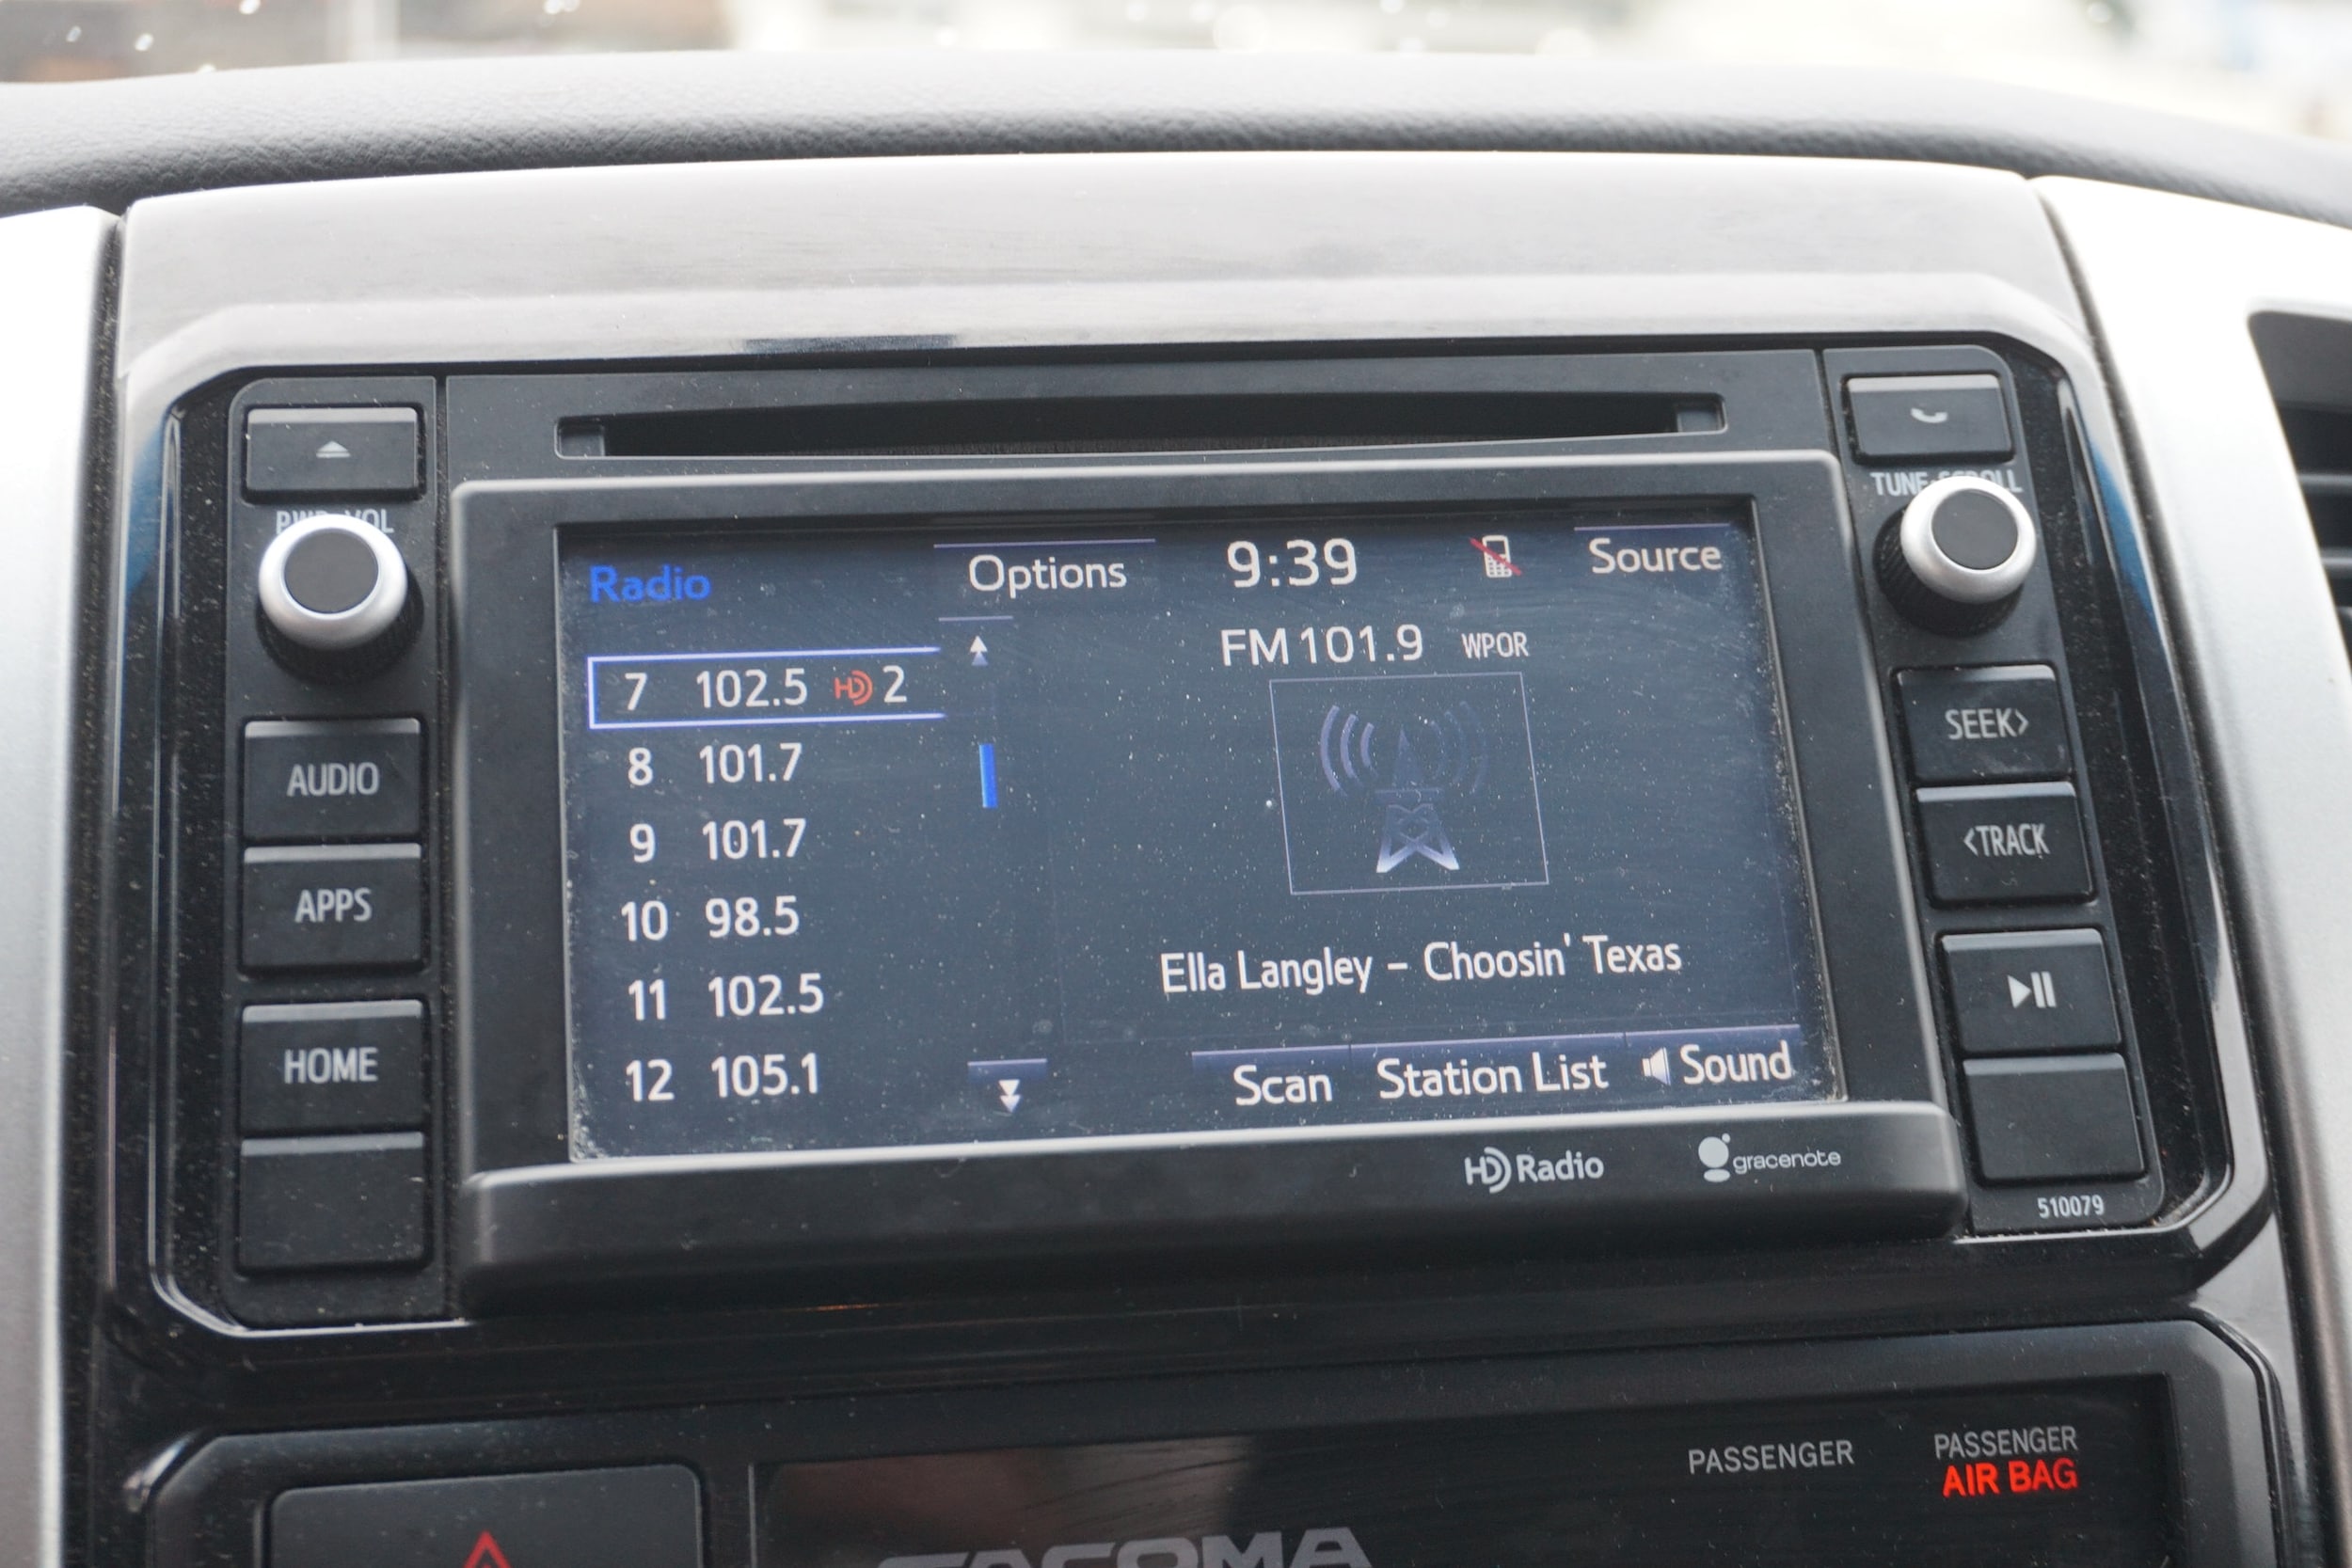 PWR·VOL
TUNE·SCROLL
Radio
Options
9:39
Source
FM 101.9 WPOR
7 102.5 HD 2
8 101.7
9 101.7
10 98.5
11 102.5
12 105.1
Ella Langley – Choosin' Texas
Scan
Station List
Sound
AUDIO
APPS
HOME
SEEK>
<TRACK
HD Radio
gracenote
510079
PASSENGER
PASSENGER
AIR BAG
TACOMA